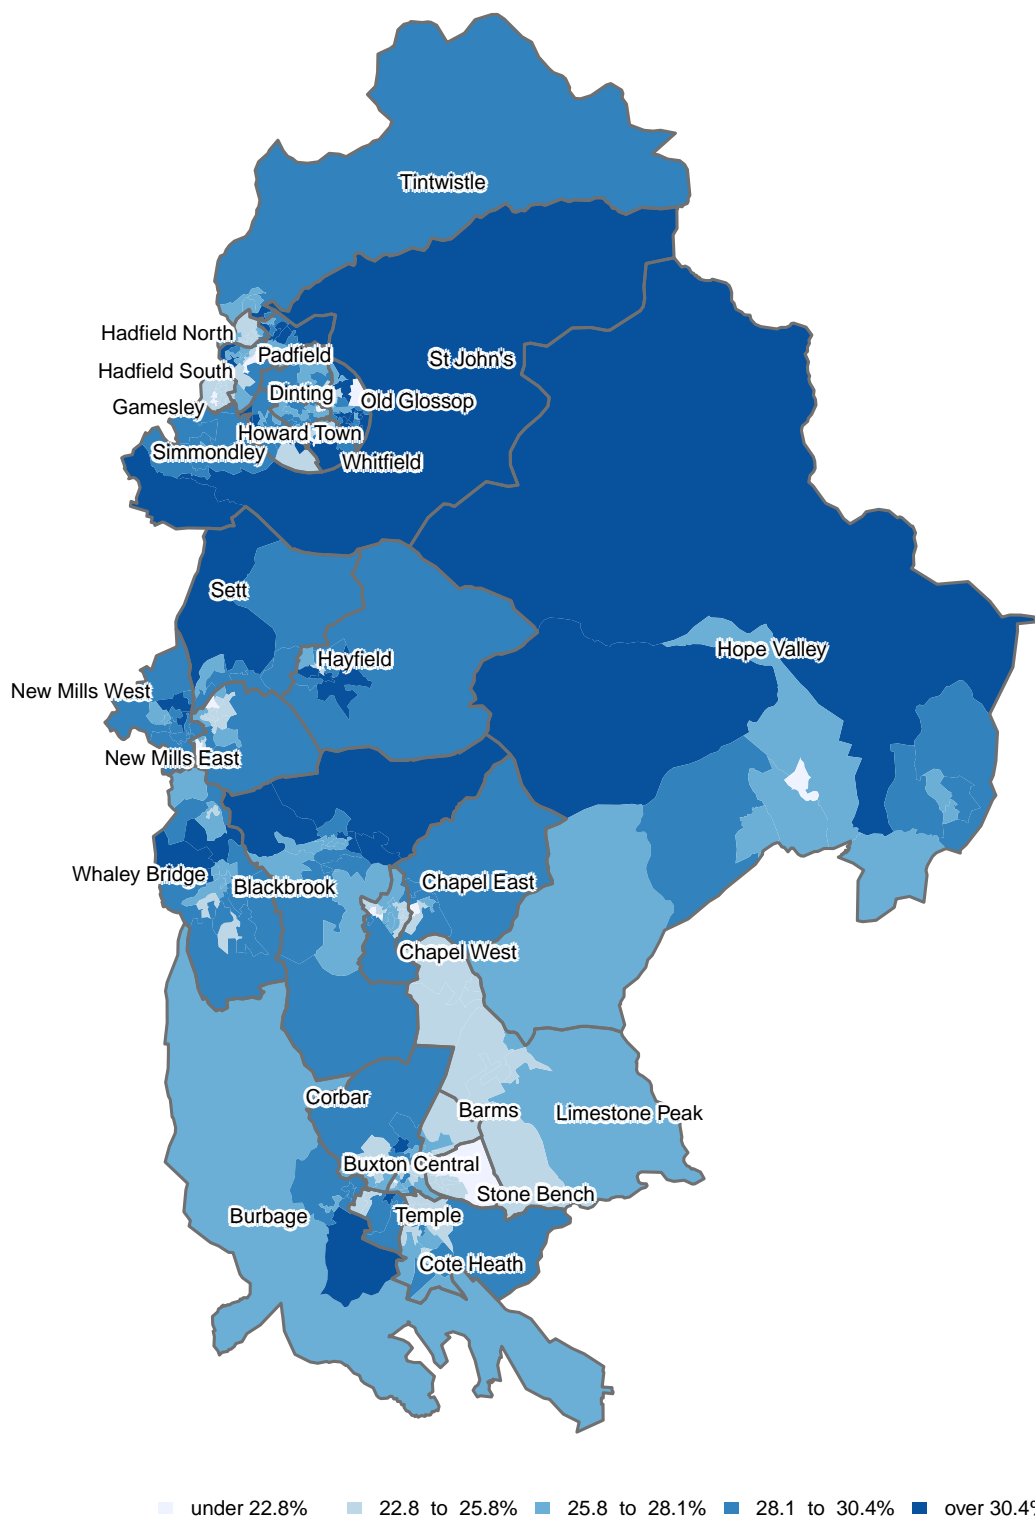 Tintwistle
Hadfield North
Padfield
St John's
Hadfield South
Dinting
Old Glossop
Gamesley
Howard Town
Simmondley
Whitfield
Sett
Hayfield
Hope Valley
New Mills West
New Mills East
Whaley Bridge
Blackbrook
Chapel East
Chapel West
Corbar
Barms
Limestone Peak
Buxton Central
Stone Bench
Burbage
Temple
Cote Heath
under 22.8% 22.8 to 25.8% 25.8 to 28.1% 28.1 to 30.4% over 30.4%